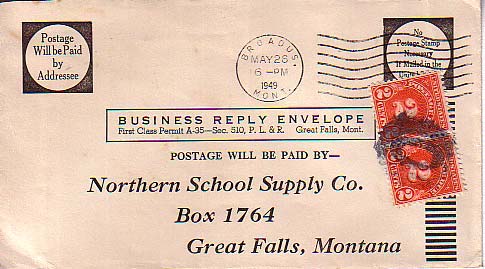 Postage
Will be Paid
by
Addressee
BROADUS,
MAY 28
6-PM
1949
MONT.
No
Postage Stamp
Necessary
If Mailed in the
BUSINESS REPLY ENVELOPE
First Class Permit A-35—Sec. 510, P. L. & R. Great Falls, Mont.
POSTAGE WILL BE PAID BY—
Northern School Supply Co.
Box 1764
Great Falls, Montana
2
2